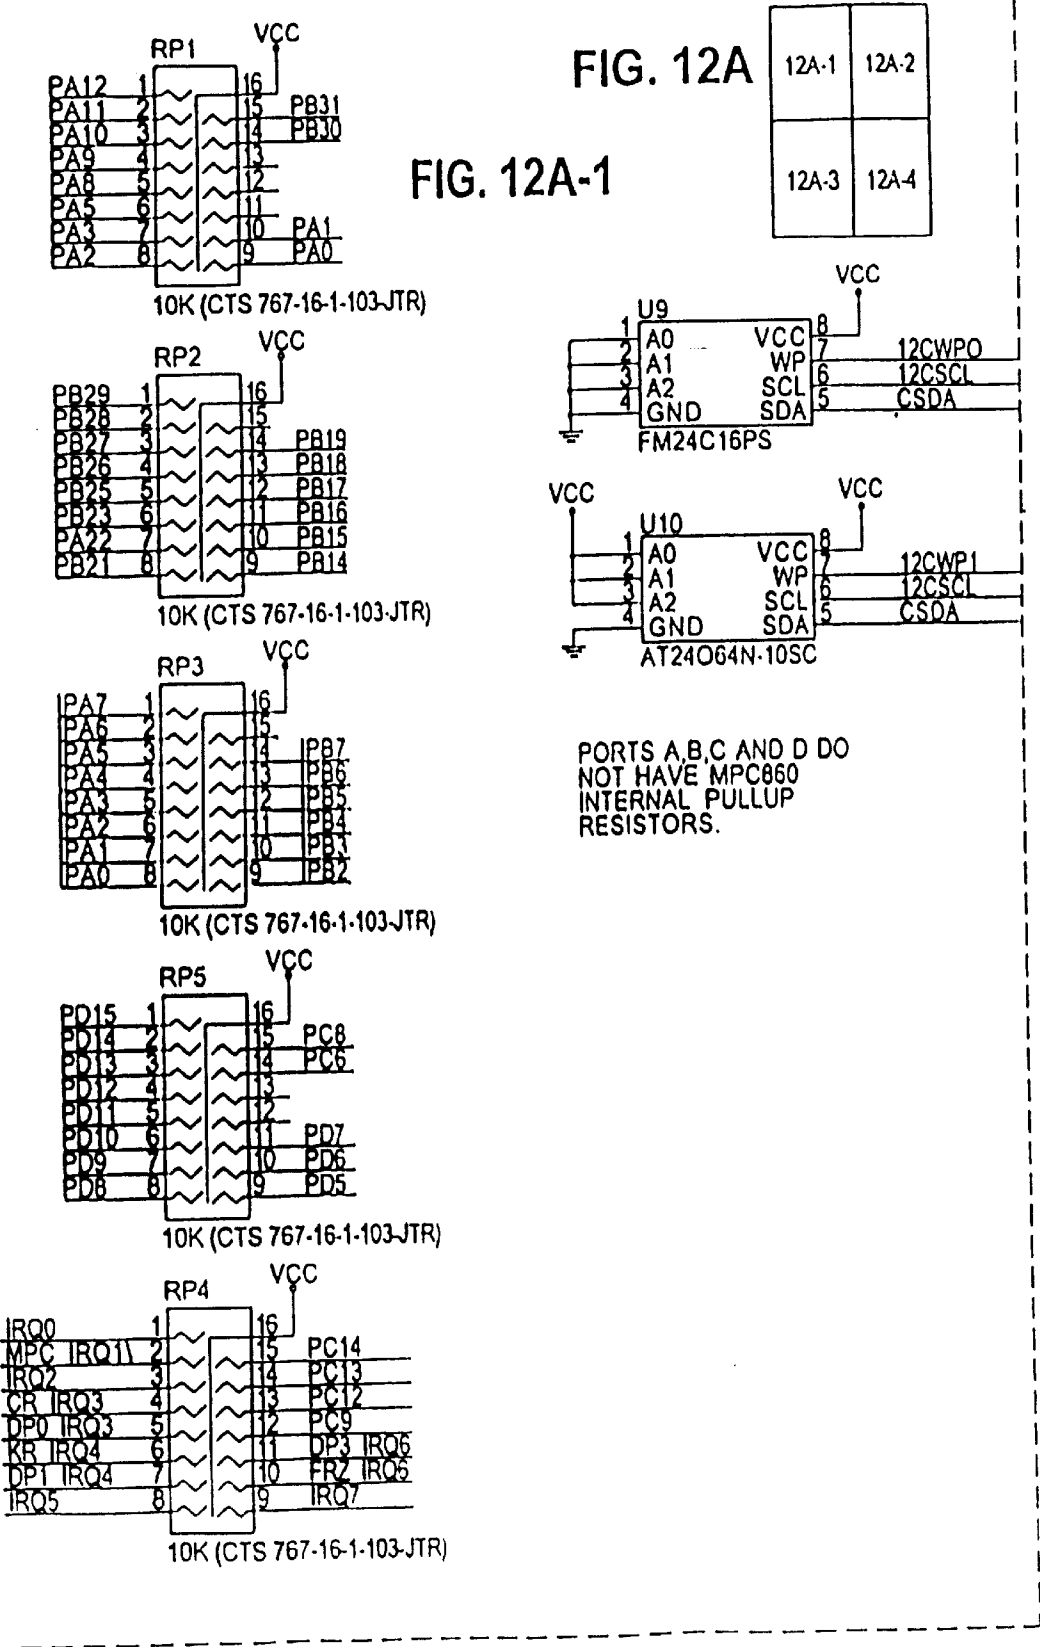 FIG. 12A
12A-1 12A-2
12A-3 12A-4
FIG. 12A-1
VCC
RP1
PA12 1 16
PA11 2 15 PB31
PA10 3 14 PB30
PA9 4 13
PA8 5 12
PA5 6 11
PA3 7 10 PA1
PA2 8 9 PA0
10K (CTS 767-16-1-103-JTR)
VCC
RP2
PB29 1 16
PB28 2 15
PB27 3 14 PB19
PB26 4 13 PB18
PB25 5 12 PB17
PB23 6 11 PB16
PA22 7 10 PB15
PB21 8 9 PB14
10K (CTS 767-16-1-103-JTR)
VCC
RP3
PA7 1 16
PA6 2 15
PA5 3 14 PB7
PA4 4 13 PB6
PA3 5 12 PB5
PA2 6 11 PB4
PA1 7 10 PB3
PA0 8 9 PB2
10K (CTS 767-16-1-103-JTR)
VCC
RP5
PD15 1 16
PD14 2 15 PC8
PD13 3 14 PC6
PD12 4 13
PD11 5 12
PD10 6 11 PD7
PD9 7 10 PD6
PD8 8 9 PD5
10K (CTS 767-16-1-103-JTR)
VCC
RP4
IRQ0 1 16
MPC IRQ1\ 2 15 PC14
IRQ2 3 14 PC13
CR IRQ3 4 13 PC12
DP0 IRQ3 5 12 PC9
KR IRQ4 6 11 DP3 IRQ6
DP1 IRQ4 7 10 FRZ IRQ6
IRQ5 8 9 IRQ7
10K (CTS 767-16-1-103-JTR)
VCC
U9
1 A0 VCC 8
2 A1 WP 7 12CWPO
3 A2 SCL 6 12CSCL
4 GND SDA 5 CSDA
FM24C16PS
VCC VCC
U10
1 A0 VCC 8
2 A1 WP 7 12CWP1
3 A2 SCL 6 12CSCL
4 GND SDA 5 CSDA
AT24O64N-10SC
PORTS A,B,C AND D DO
NOT HAVE MPC860
INTERNAL PULLUP
RESISTORS.